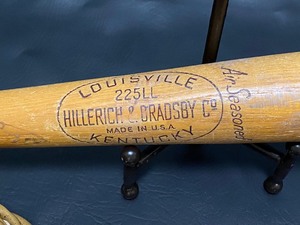 LOUISVILLE
225LL
HILLERICH & BRADSBY Cº
MADE IN U.S.A
KENTUCKY
Air Seasoned